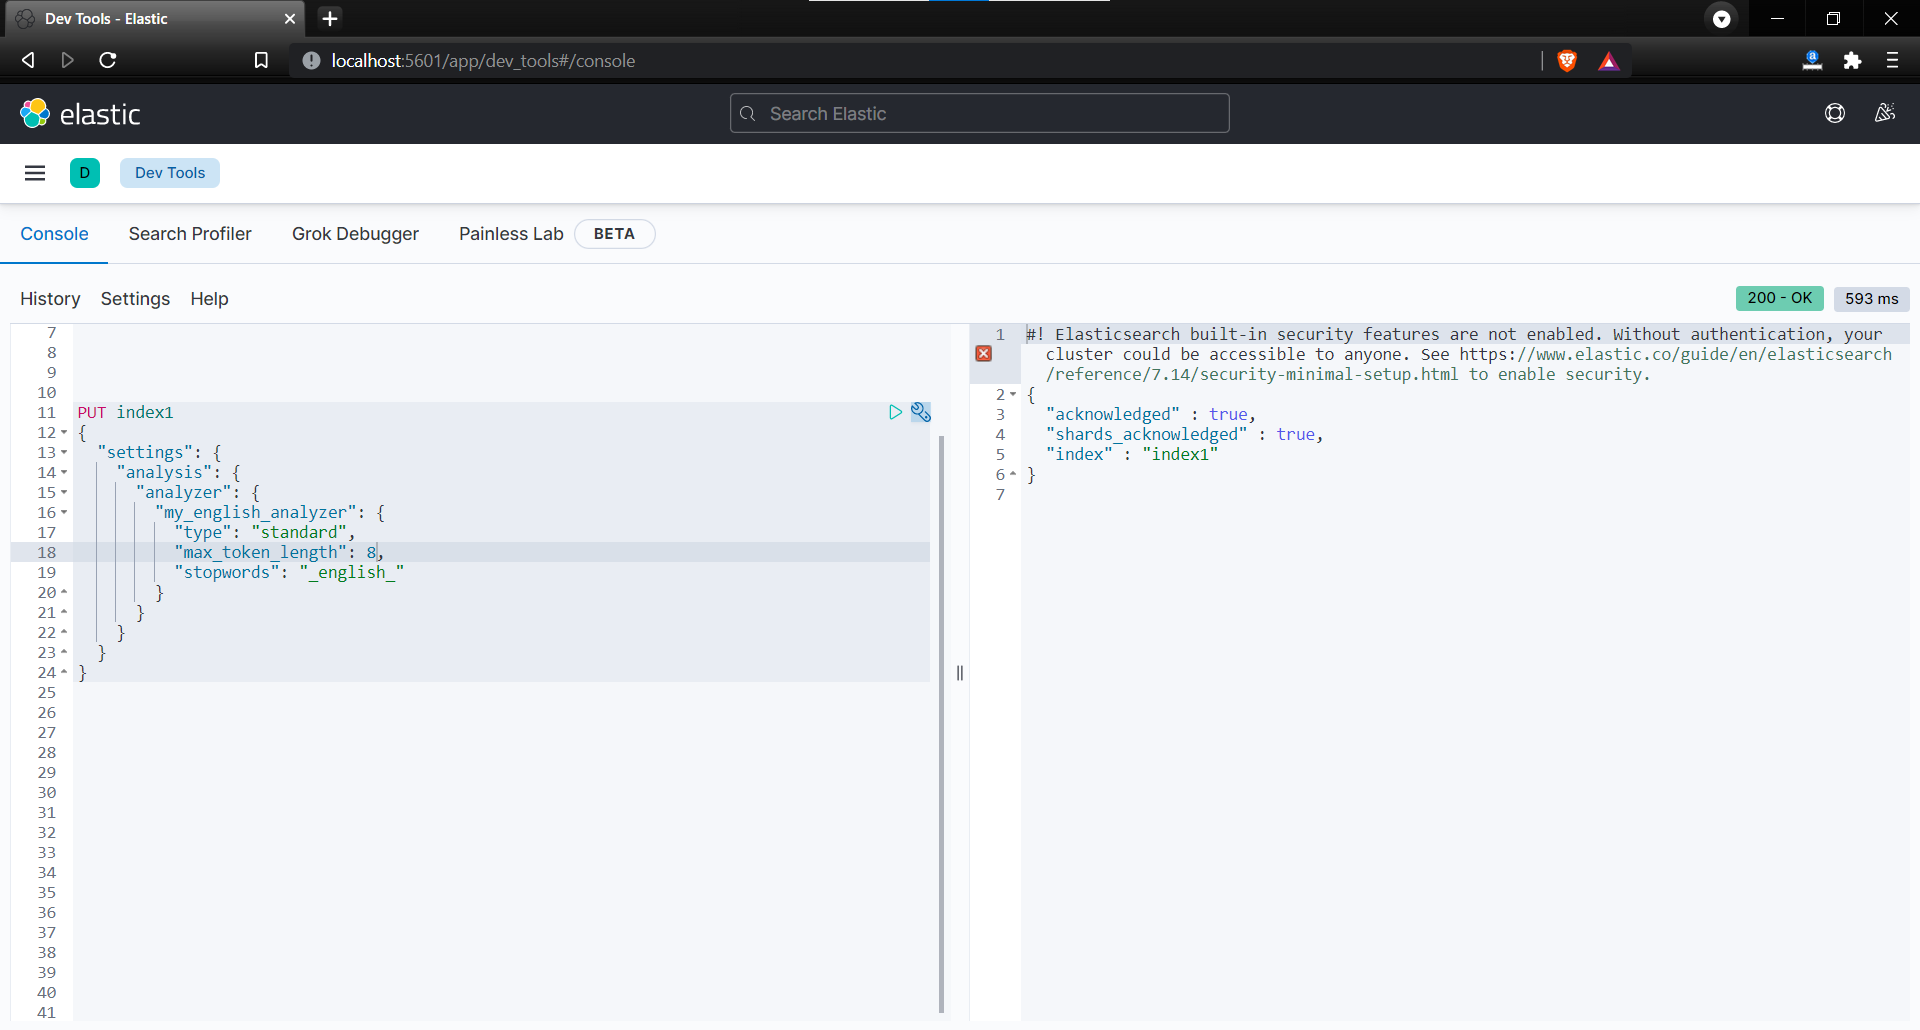 Dev Tools - Elastic
localhost:5601/app/dev_tools#/console
elastic
Search Elastic
D
Dev Tools
Console
Search Profiler
Grok Debugger
Painless Lab
BETA
History
Settings
Help
200 - OK
593 ms
7
8
9
10
11 PUT index1
12 {
13 "settings": {
14 "analysis": {
15 "analyzer": {
16 "my_english_analyzer": {
17 "type": "standard",
18 "max_token_length": 8,
19 "stopwords": "_english_"
20 }
21 }
22 }
23 }
24 }
25
26
27
28
29
30
31
32
33
34
35
36
37
38
39
40
41
1 #! Elasticsearch built-in security features are not enabled. Without authentication, your
cluster could be accessible to anyone. See https://www.elastic.co/guide/en/elasticsearch
/reference/7.14/security-minimal-setup.html to enable security.
2 {
3 "acknowledged" : true,
4 "shards_acknowledged" : true,
5 "index" : "index1"
6 }
7